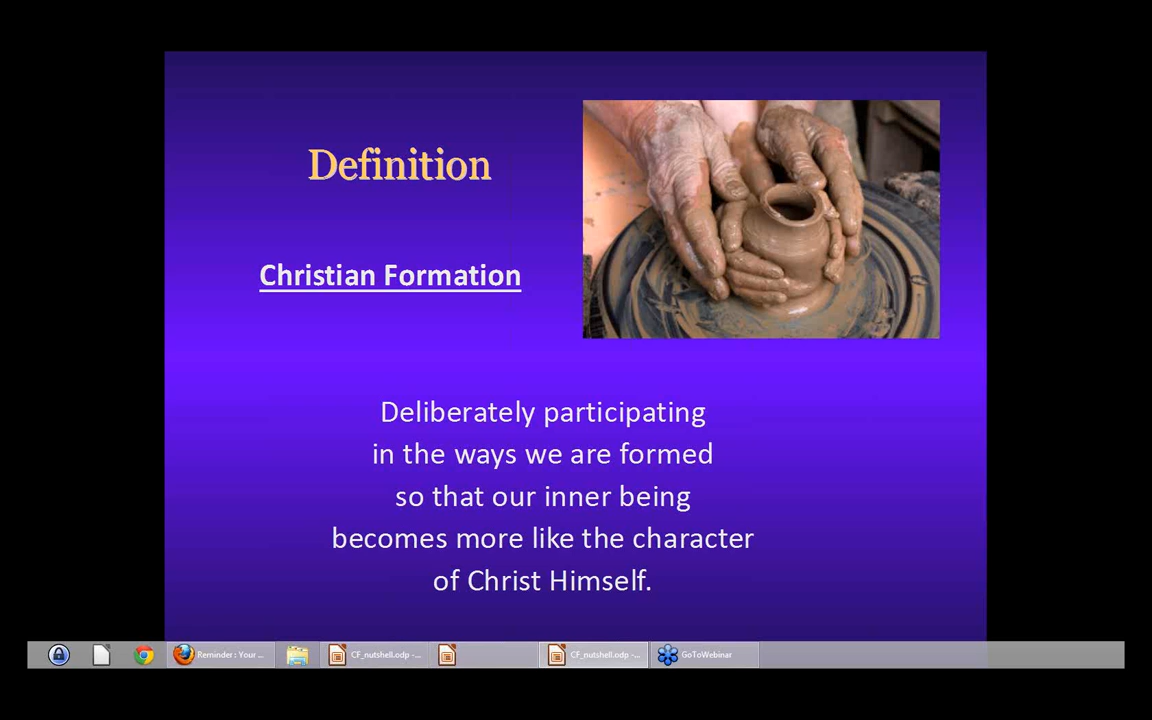 Definition
Christian Formation
Deliberately participating
in the ways we are formed
so that our inner being
becomes more like the character
of Christ Himself.
Reminder : Your ...
CF_nutshell.odp -...
CF_nutshell.odp -...
GoToWebinar